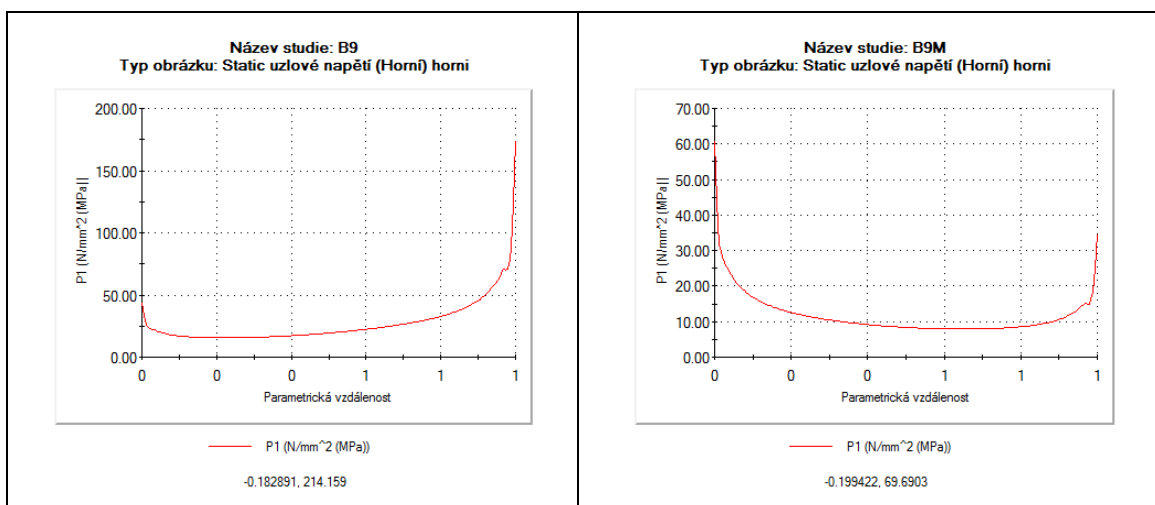 Název studie: B9
Typ obrázku: Static uzlové napětí (Horní) horni
200.00
150.00
100.00
50.00
0.00
P1 (N/mm^2 (MPa))
0 0 0 1 1 1
Parametrická vzdálenost
P1 (N/mm^2 (MPa))
-0.182891, 214.159
Název studie: B9M
Typ obrázku: Static uzlové napětí (Horní) horni
70.00
60.00
50.00
40.00
30.00
20.00
10.00
0.00
P1 (N/mm^2 (MPa))
0 0 0 1 1 1
Parametrická vzdálenost
P1 (N/mm^2 (MPa))
-0.199422, 69.6903